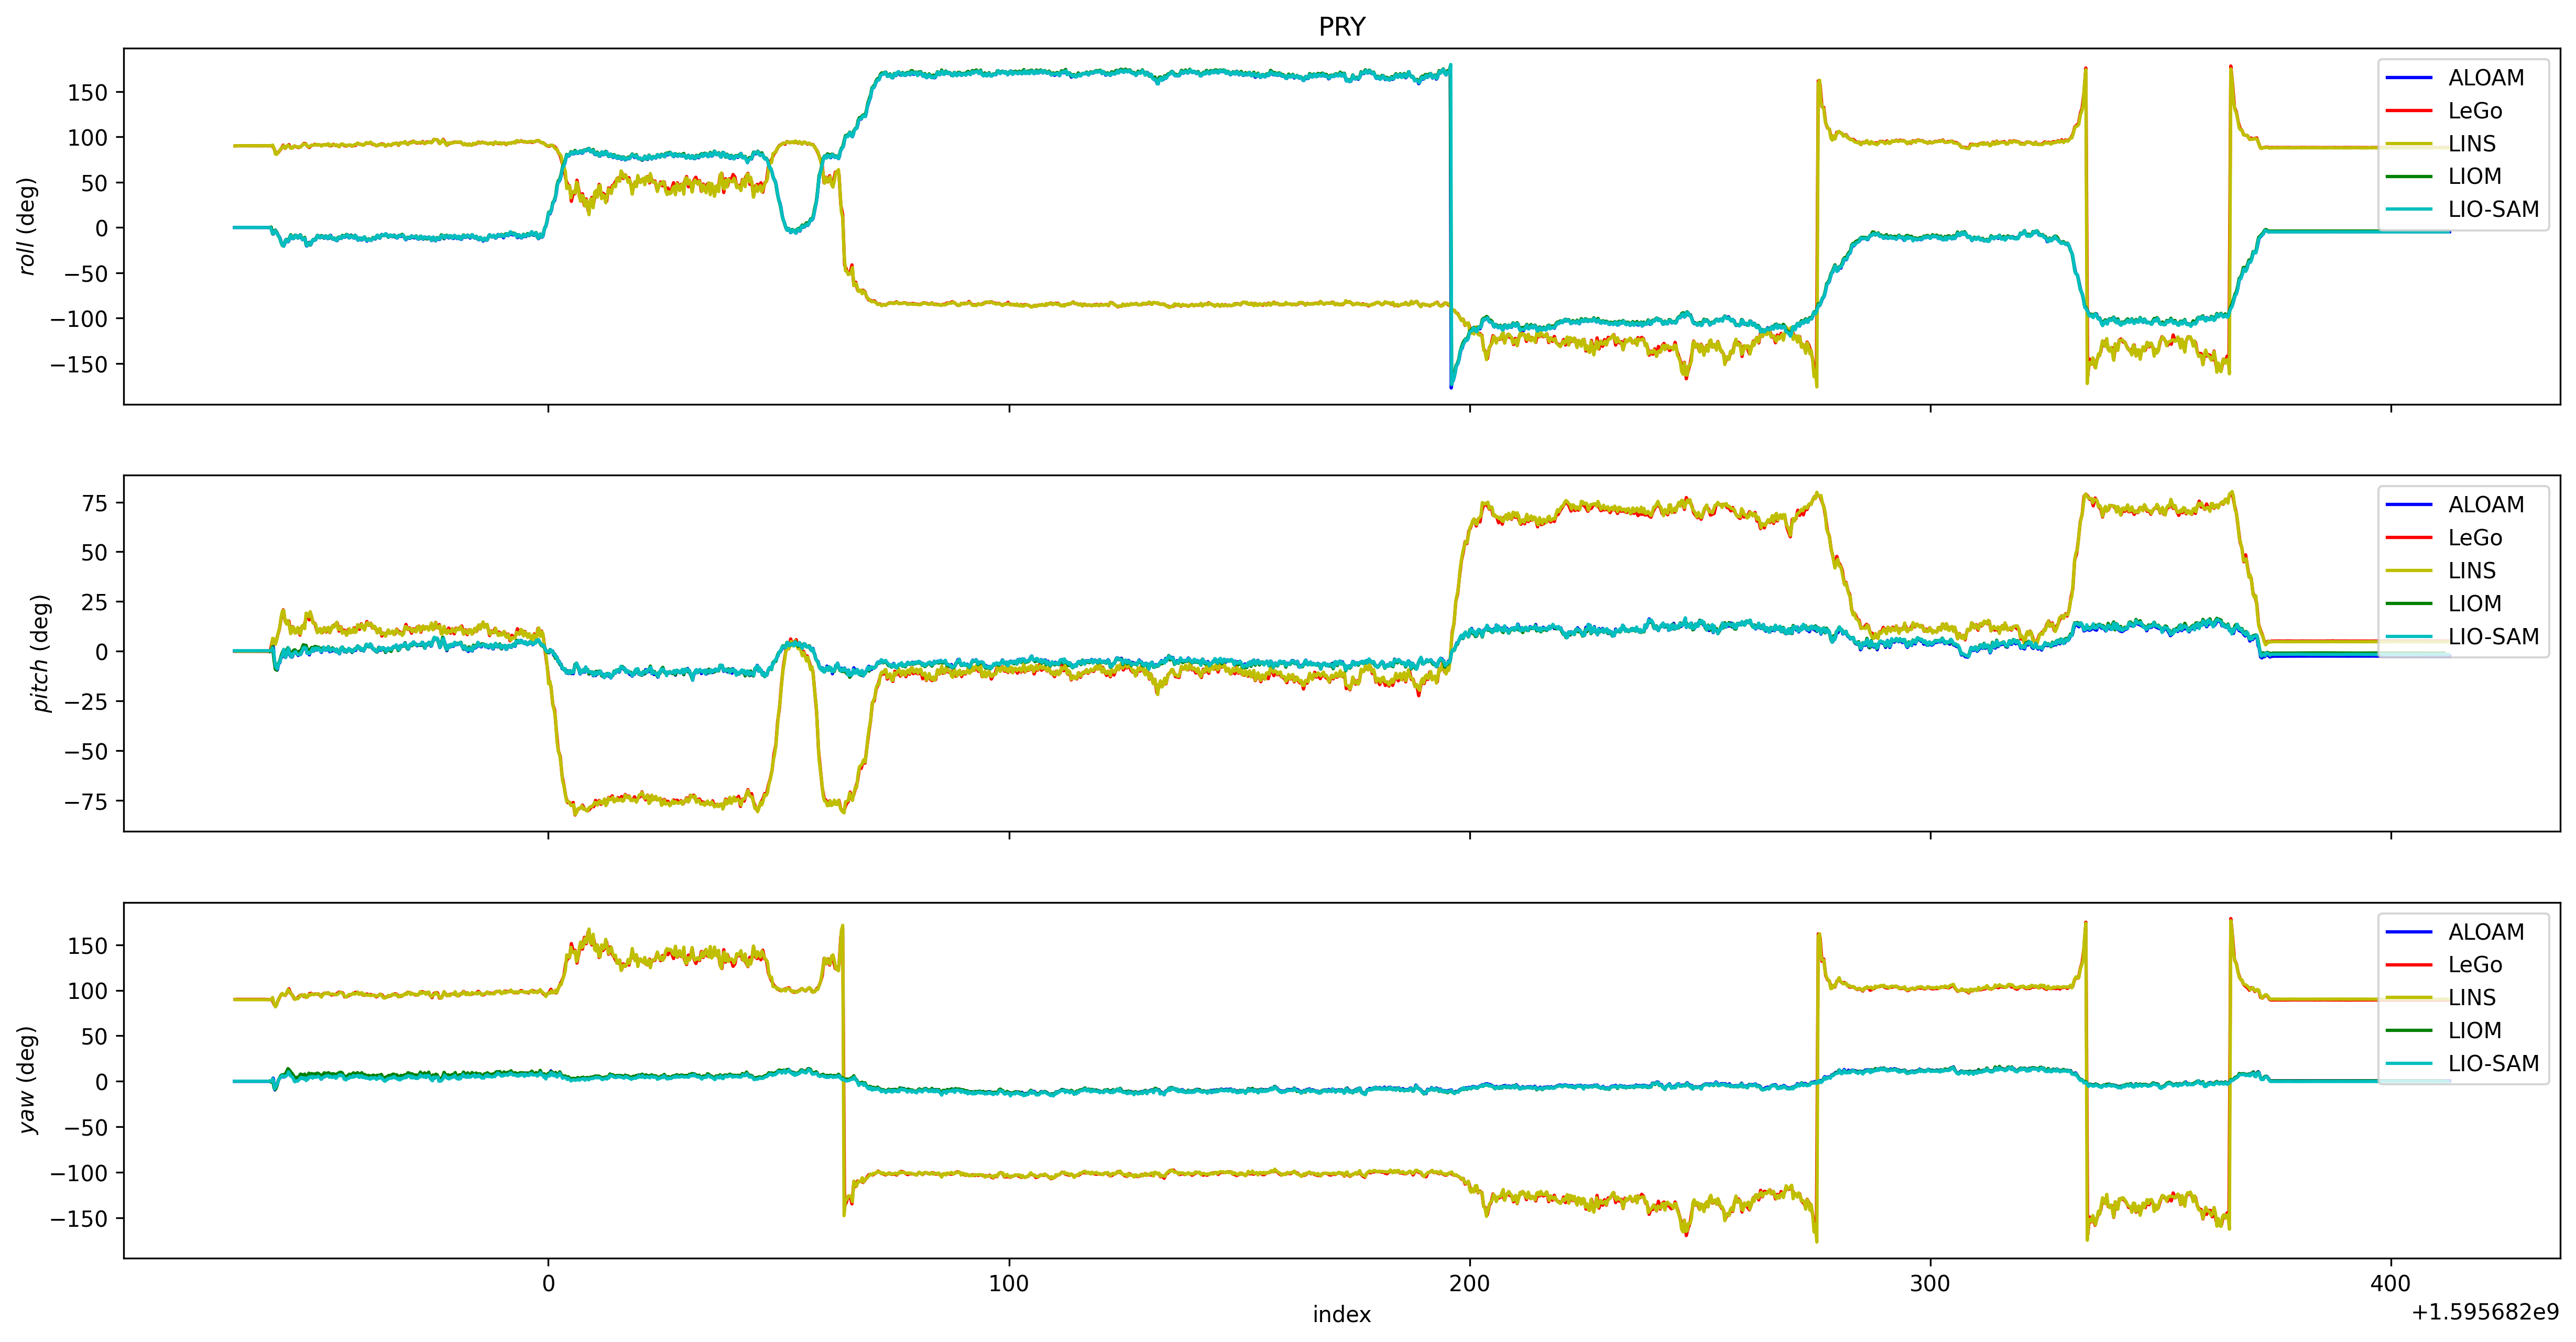 PRY
150
100
50
0
−50
−100
−150
roll (deg)
ALOAM
LeGo
LINS
LIOM
LIO-SAM
75
50
25
0
−25
−50
−75
pitch (deg)
ALOAM
LeGo
LINS
LIOM
LIO-SAM
150
100
50
0
−50
−100
−150
yaw (deg)
ALOAM
LeGo
LINS
LIOM
LIO-SAM
0 100 200 300 400
index
+1.595682e9